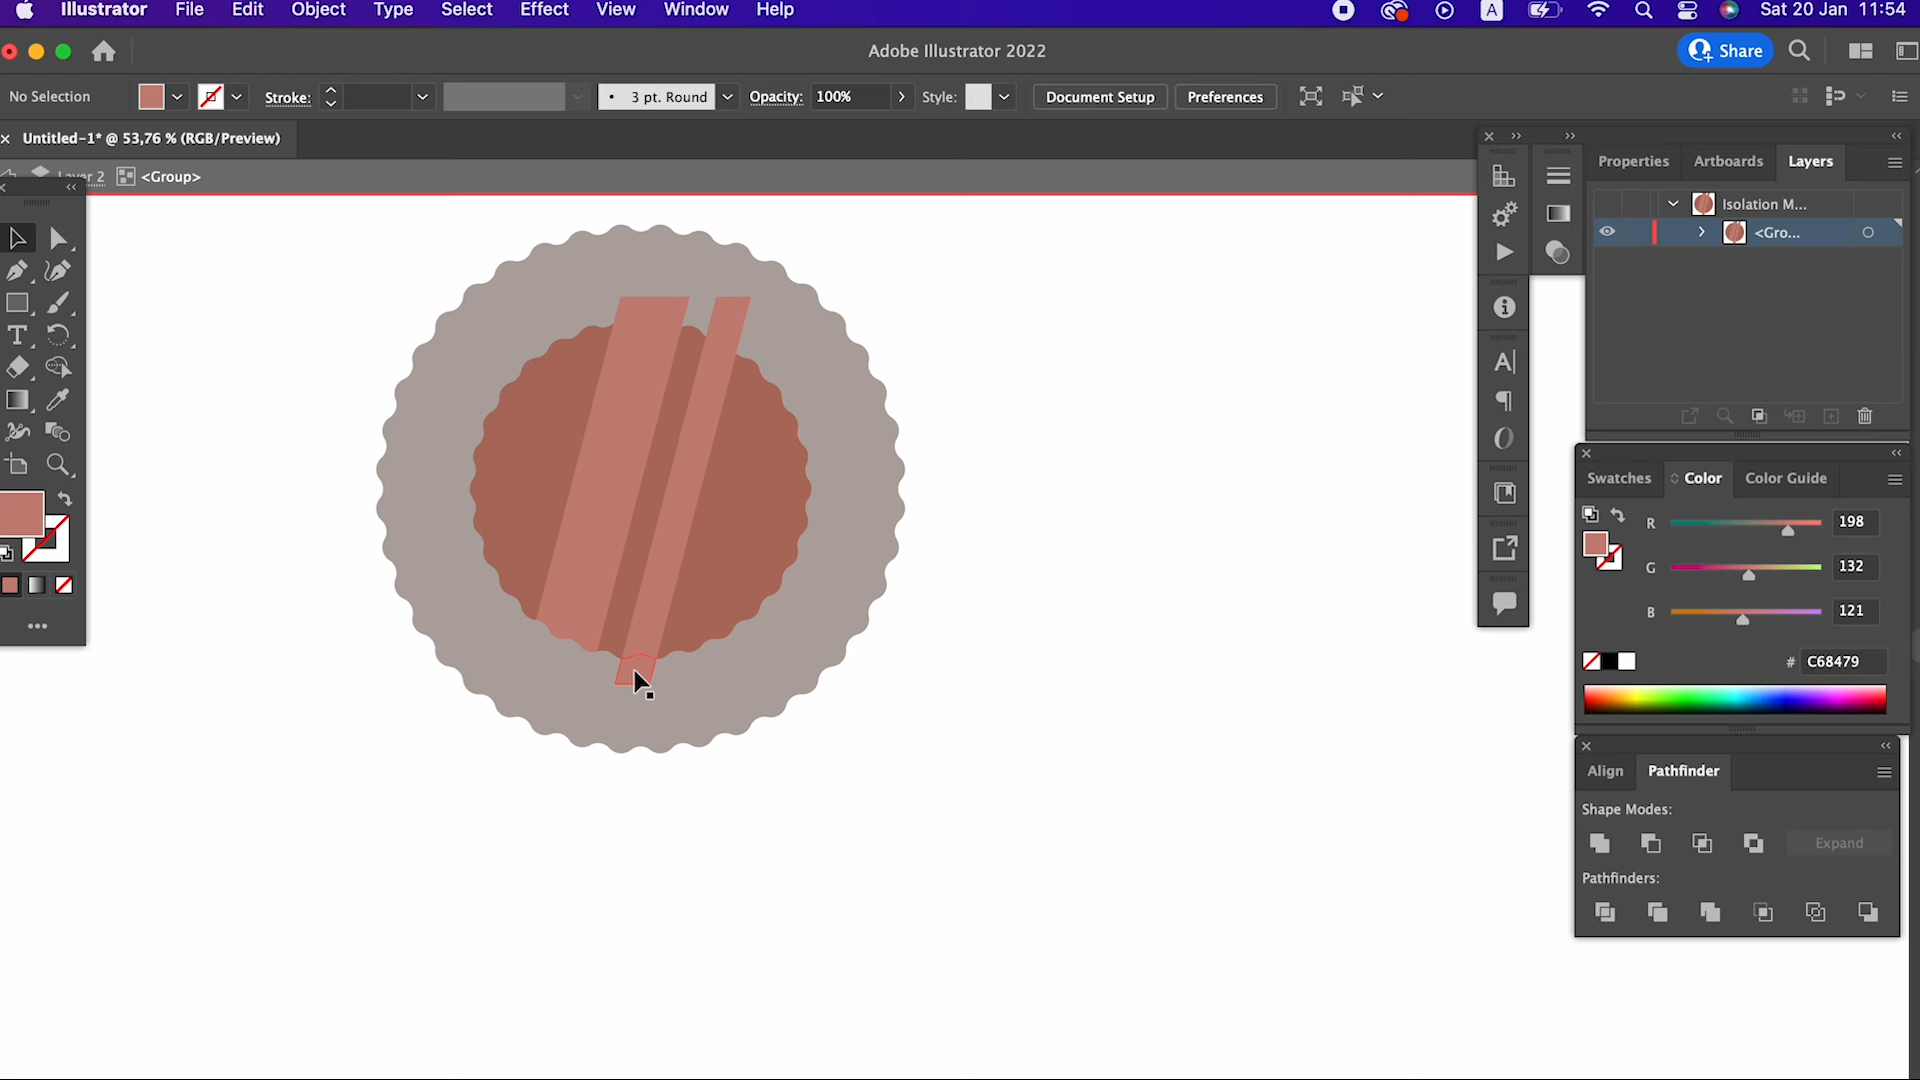 Illustrator File Edit Object Type Select Effect View Window Help A Sat 20 Jan 11:54
Adobe Illustrator 2022 Share
No Selection Stroke: 3 pt. Round Opacity: 100% Style: Document Setup Preferences
Untitled-1* @ 53,76 % (RGB/Preview)
Layer 2 <Group>
Properties Artboards Layers
Isolation M...
<Gro...
Swatches Color Color Guide
R 198
G 132
B 121
# C68479
Align Pathfinder
Shape Modes:
Expand
Pathfinders: